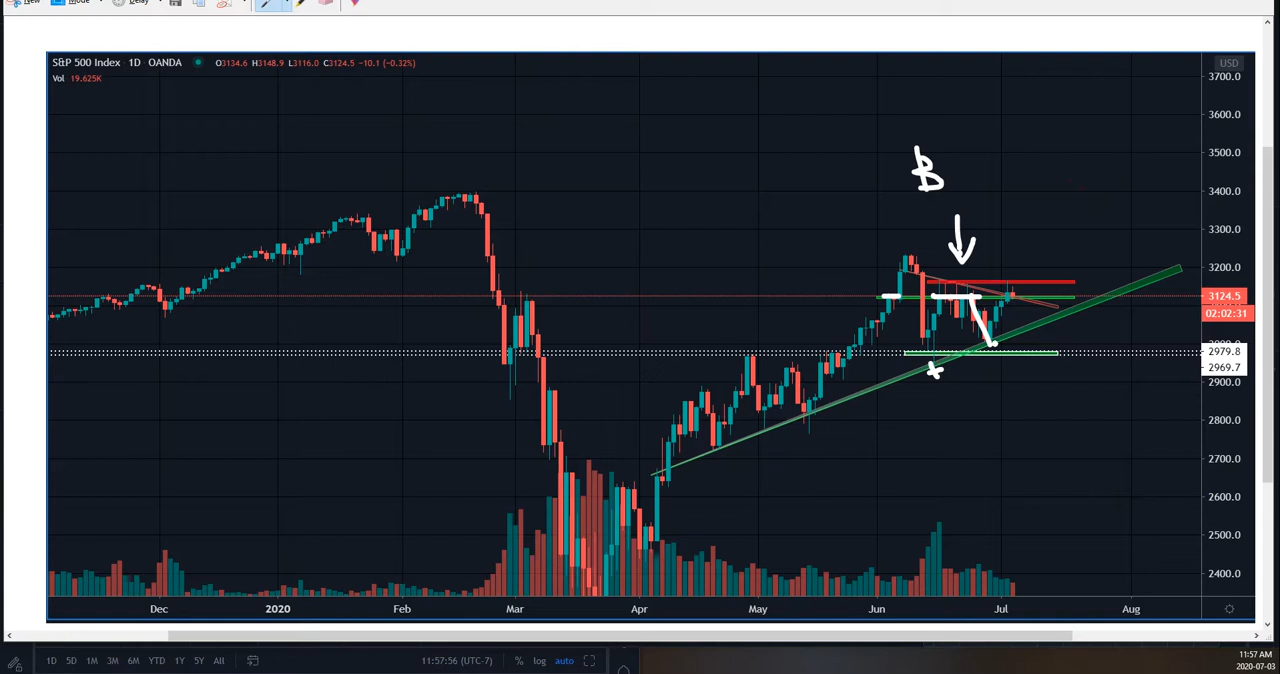 New Mode Delay
S&P 500 Index · 1D · OANDA O3134.6 H3148.9 L3116.0 C3124.5 −10.1 (−0.32%)
Vol 19.625K
USD
3700.0
3600.0
3500.0
3400.0
3300.0
3200.0
3124.5
02:02:31
2979.8
2969.7
2900.0
2800.0
2700.0
2600.0
2500.0
2400.0
B
Dec 2020 Feb Mar Apr May Jun Jul Aug
1D 5D 1M 3M 6M YTD 1Y 5Y All 11:57:56 (UTC-7) % log auto
11:57 AM
2020-07-03